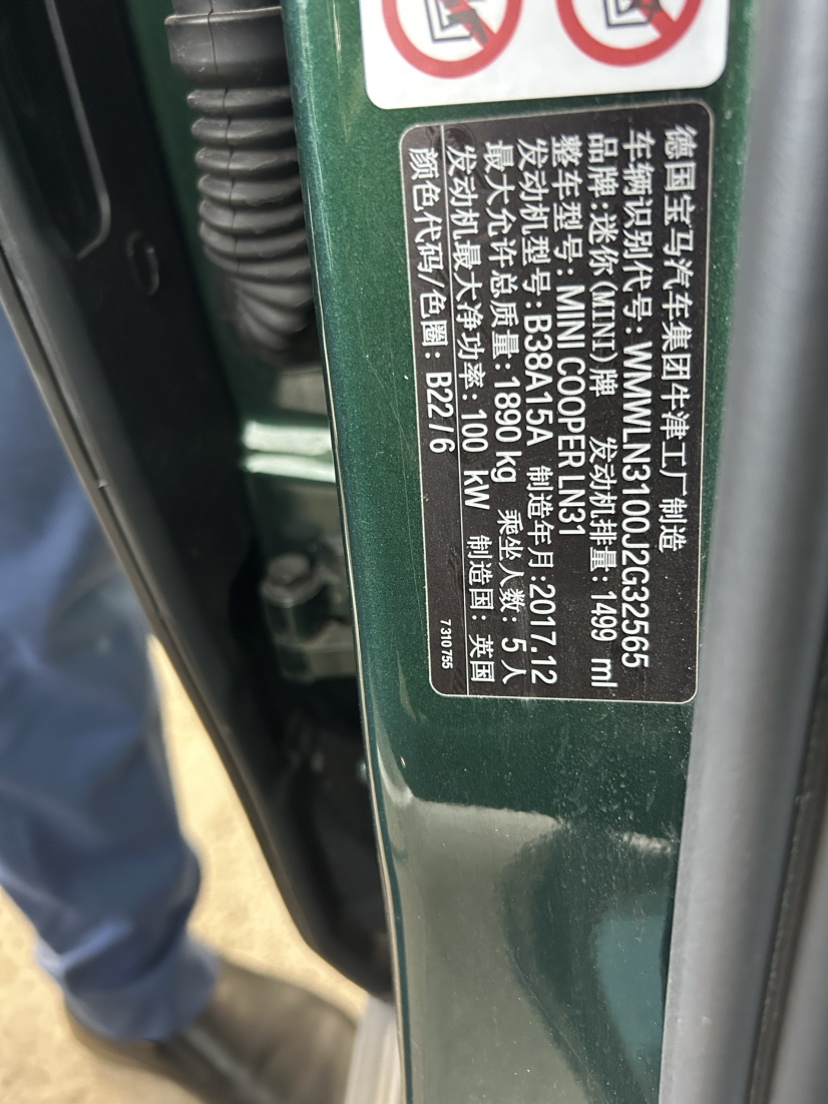 德国宝马汽车集团牛津工厂制造
车辆识别代号: WMWLN3100J2G32565
品牌:迷你(MINI)牌 发动机排量: 1499 ml
整车型号: MINI COOPER LN31
发动机型号: B38A15A 制造年月:2017.12
最大允许总质量:1890 kg 乘坐人数: 5 人
发动机最大净功率: 100 kW 制造国: 英国
颜色代码/色圈: B22/6 7 310 755